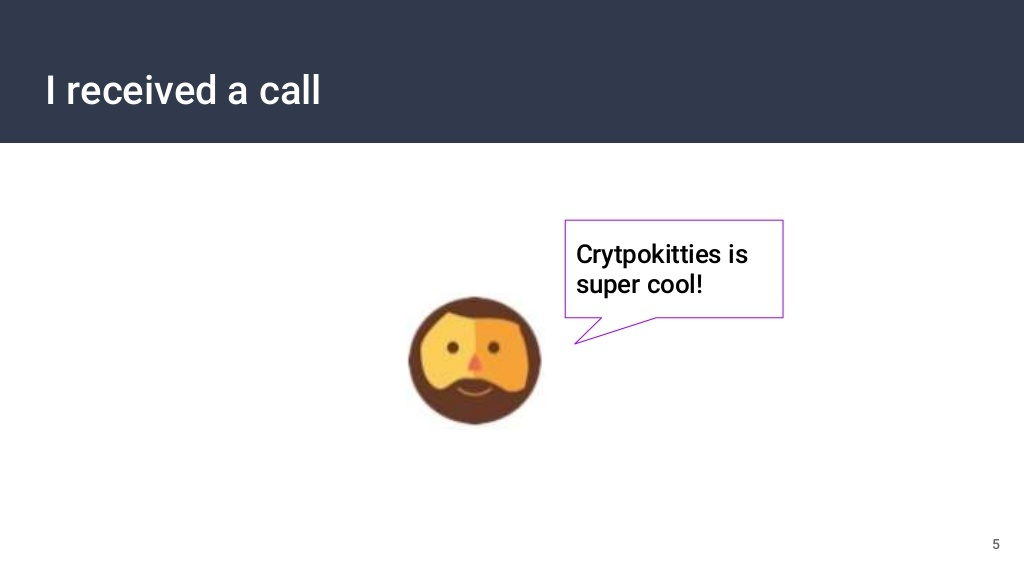 I received a call
Crytpokitties is
super cool!
5